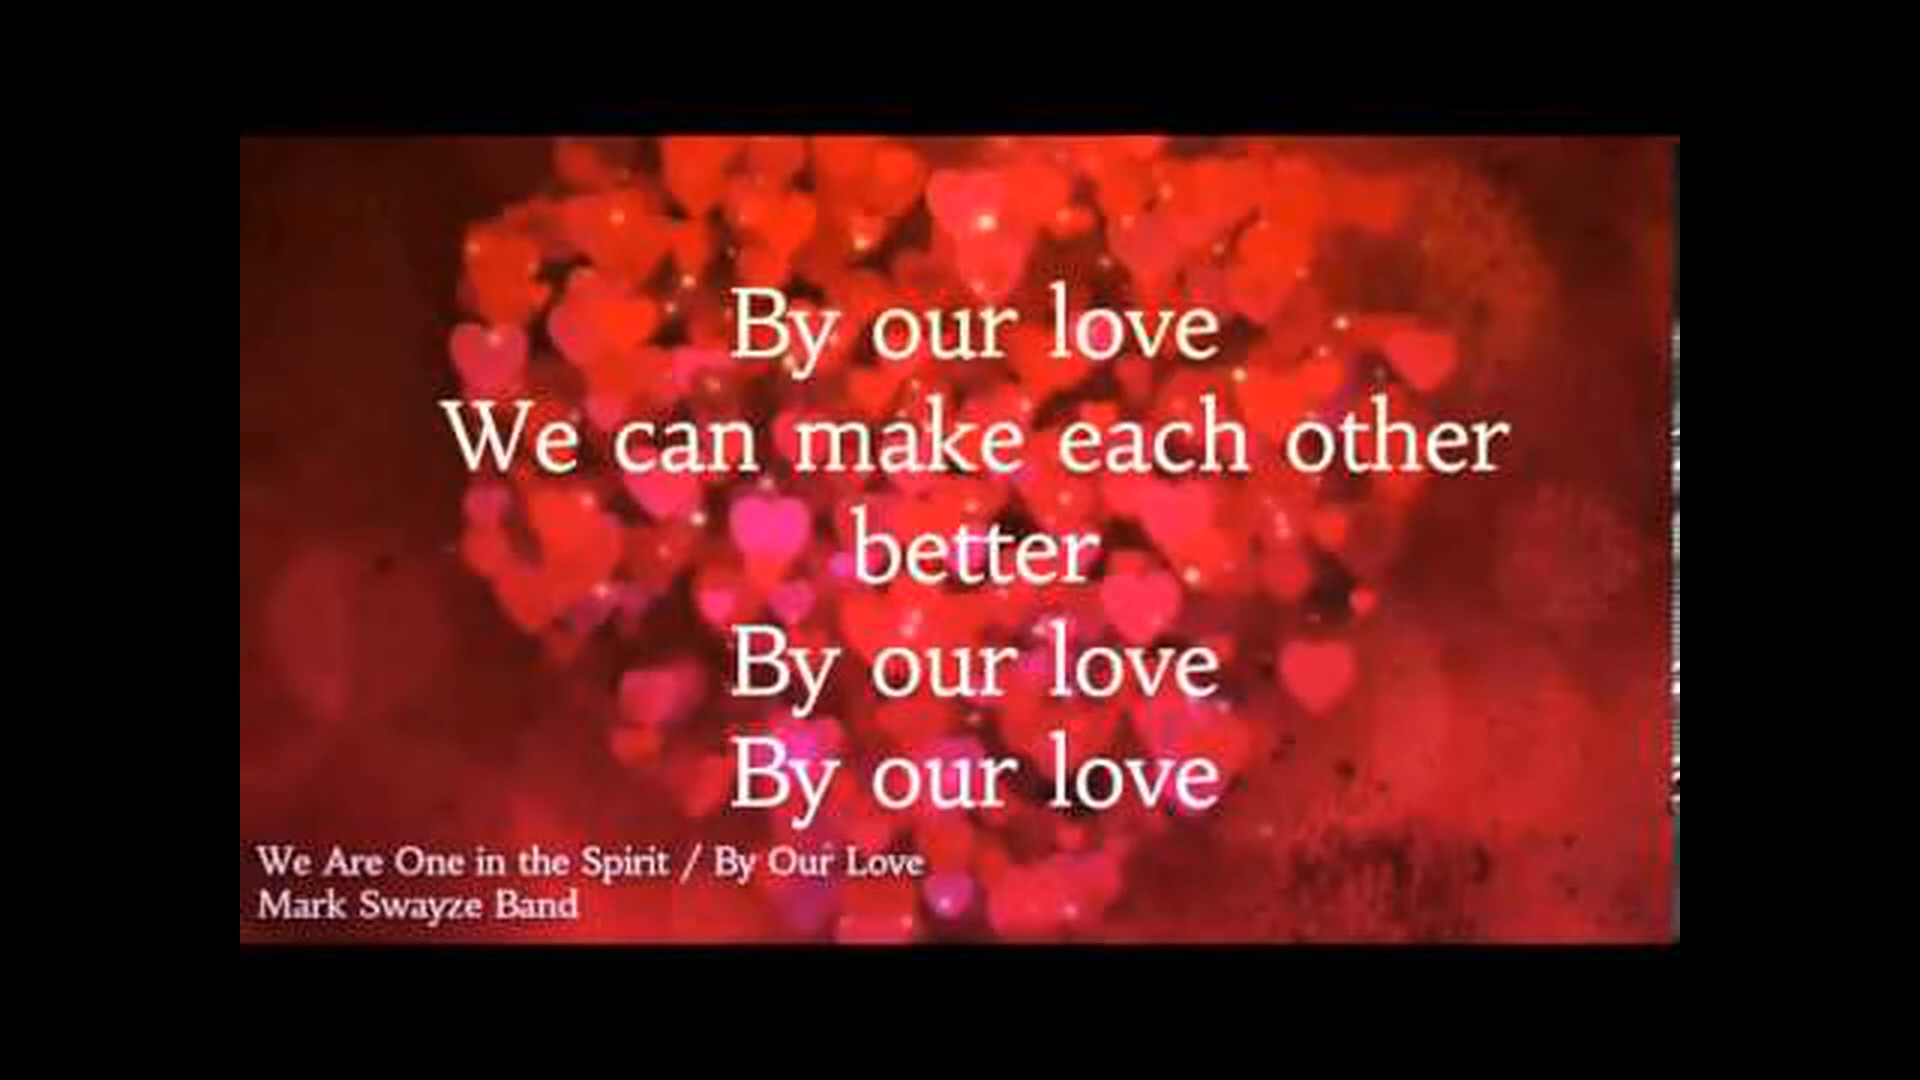 By our love
We can make each other
better
By our love
By our love
We Are One in the Spirit / By Our Love
Mark Swayze Band